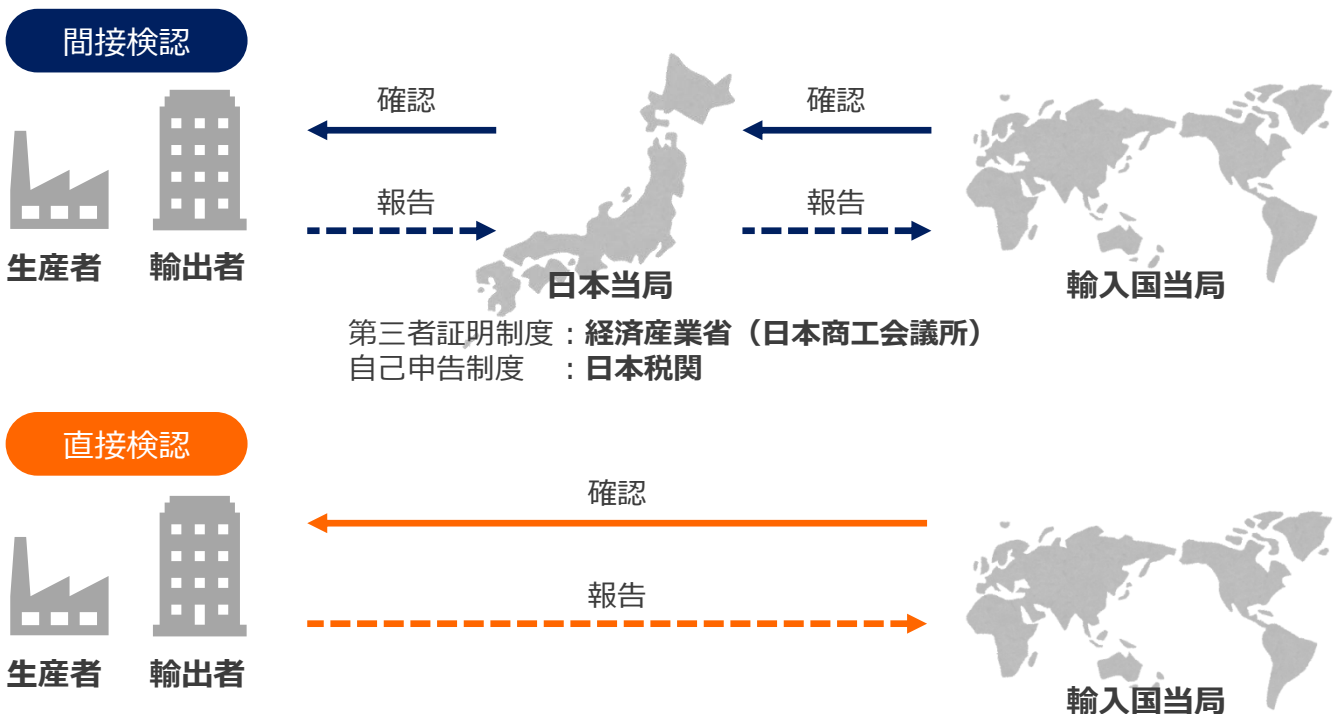 間接検認
確認
確認
報告
報告
生産者
輸出者
日本当局
輸入国当局
第三者証明制度：経済産業省（日本商工会議所）
自己申告制度　：日本税関
直接検認
確認
報告
生産者
輸出者
輸入国当局